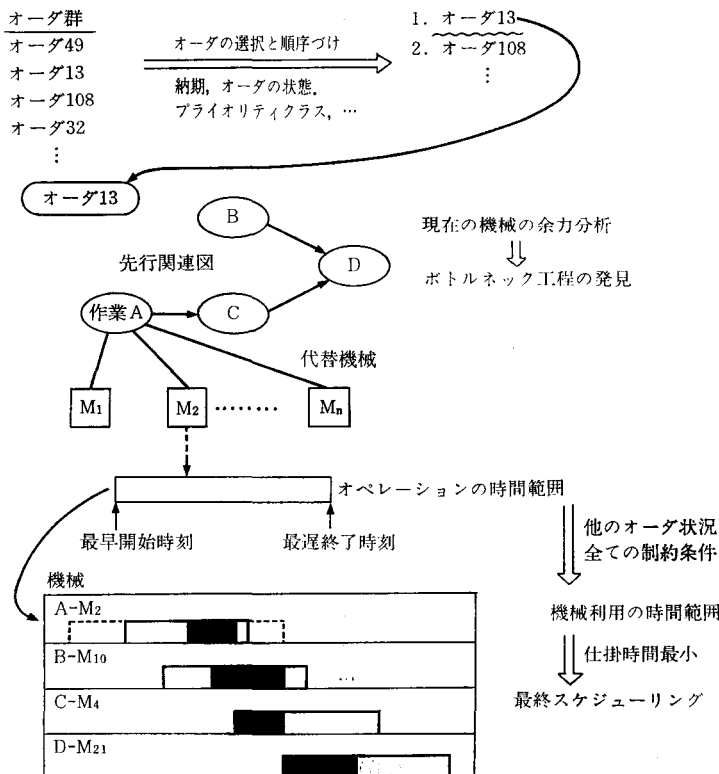 オーダ群
オーダ49
オーダ13
オーダ108
オーダ32
⋮
オーダの選択と順序づけ
納期，オーダの状態．
プライオリティクラス，…
1．オーダ13
2．オーダ108
⋮
オーダ13
B
D
先行関連図
作業A
C
現在の機械の余力分析
ボトルネック工程の発見
代替機械
M1
M2
………
Mn
オペレーションの時間範囲
最早開始時刻
最遅終了時刻
他のオーダ状況
全ての制約条件
機械利用の時間範囲
仕掛時間最小
最終スケジューリング
機械
A-M2
B-M10
…
C-M4
D-M21